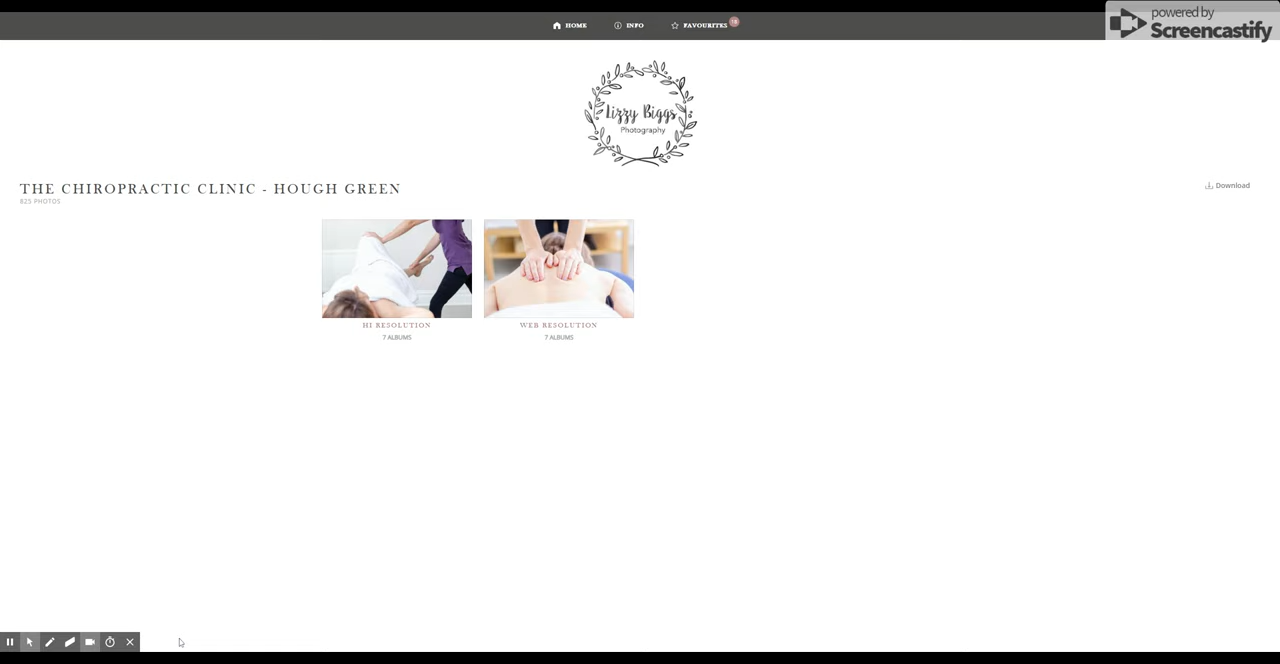 HOME
INFO
FAVOURITES 18
powered by
Screencastify
Lizzy Biggs
Photography
THE CHIROPRACTIC CLINIC - HOUGH GREEN
825 PHOTOS
Download
HI RESOLUTION
7 ALBUMS
WEB RESOLUTION
7 ALBUMS